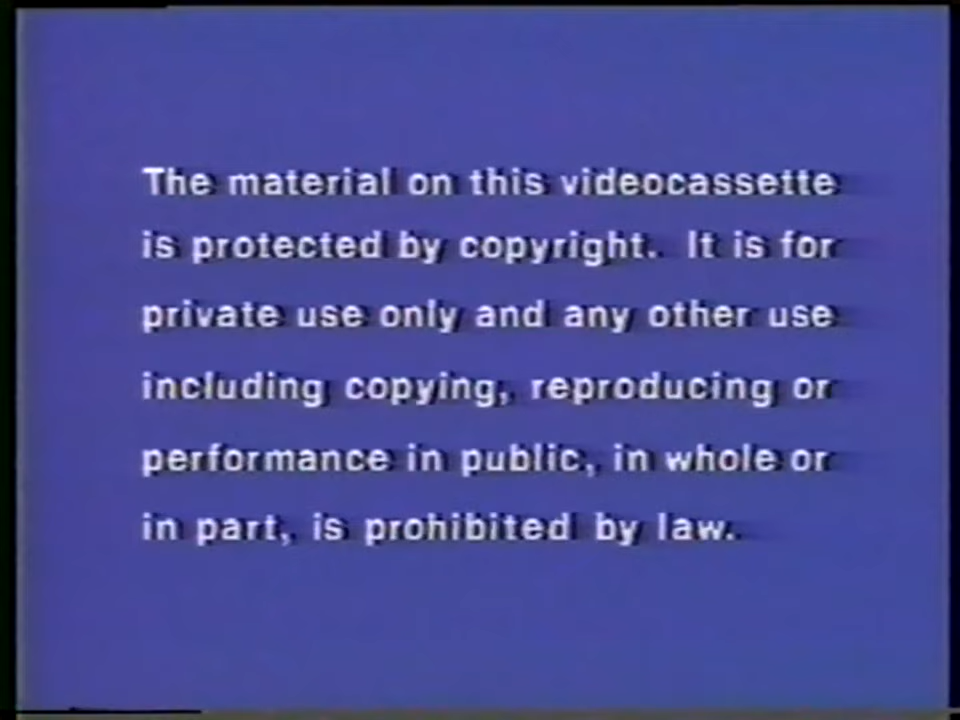 The material on this videocassette
is protected by copyright. It is for
private use only and any other use
including copying, reproducing or
performance in public, in whole or
in part, is prohibited by law.